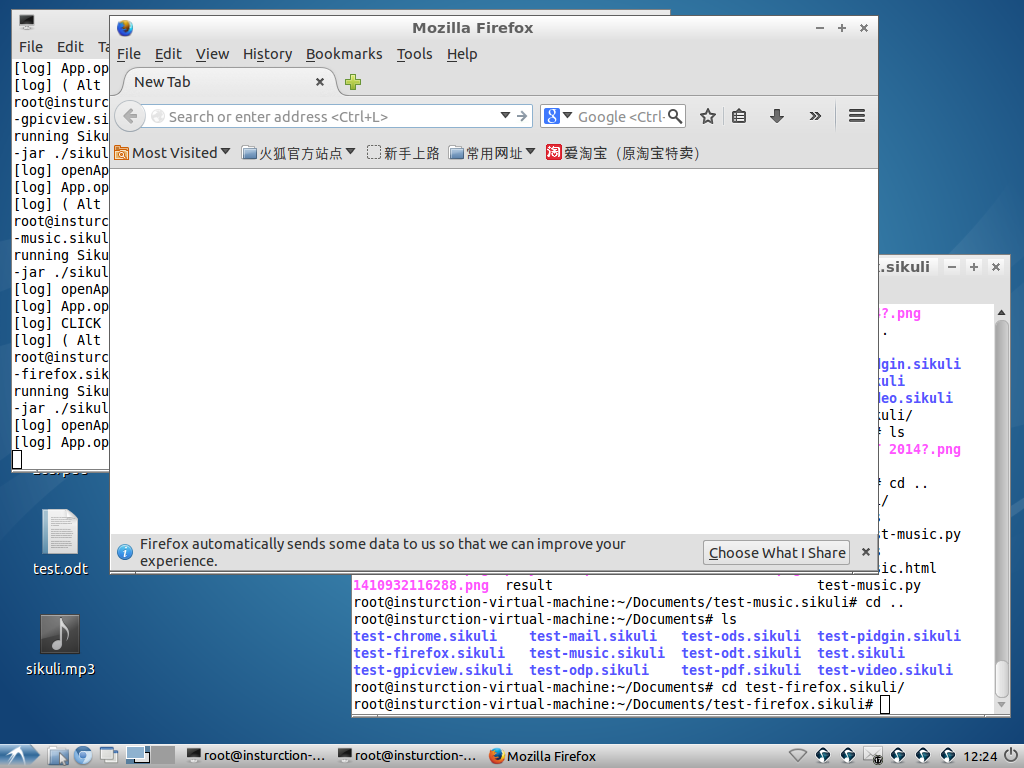 Mozilla Firefox
File Edit View History Bookmarks Tools Help
New Tab
Search or enter address <Ctrl+L>
Google <Ctrl-
Most Visited 火狐官方站点 新手上路 常用网址 淘 爱淘宝（原淘宝特卖）
Firefox automatically sends some data to us so that we can improve your
experience.
Choose What I Share
File Edit
[log] App.op
[log] ( Alt
root@insturc
-gpicview.si
running Siku
-jar ./sikul
[log] openAp
[log] App.op
[log] ( Alt
root@insturc
-music.sikul
running Siku
-jar ./sikul
[log] openAp
[log] App.op
[log] CLICK
[log] ( Alt
root@insturc
-firefox.sik
running Siku
-jar ./sikul
[log] openAp
[log] App.op
t.sikuli
?.png
.
dgin.sikuli
kuli
deo.sikuli
kuli/
# ls
2014?.png
# cd ..
i/
st-music.py
sic.html
1410932116288.png result test-music.py
root@insturction-virtual-machine:~/Documents/test-music.sikuli# cd ..
root@insturction-virtual-machine:~/Documents# ls
test-chrome.sikuli test-mail.sikuli test-ods.sikuli test-pidgin.sikuli
test-firefox.sikuli test-music.sikuli test-odt.sikuli test.sikuli
test-gpicview.sikuli test-odp.sikuli test-pdf.sikuli test-video.sikuli
root@insturction-virtual-machine:~/Documents# cd test-firefox.sikuli/
root@insturction-virtual-machine:~/Documents/test-firefox.sikuli#
test.odt
sikuli.mp3
root@insturction-... root@insturction-... Mozilla Firefox 12:24